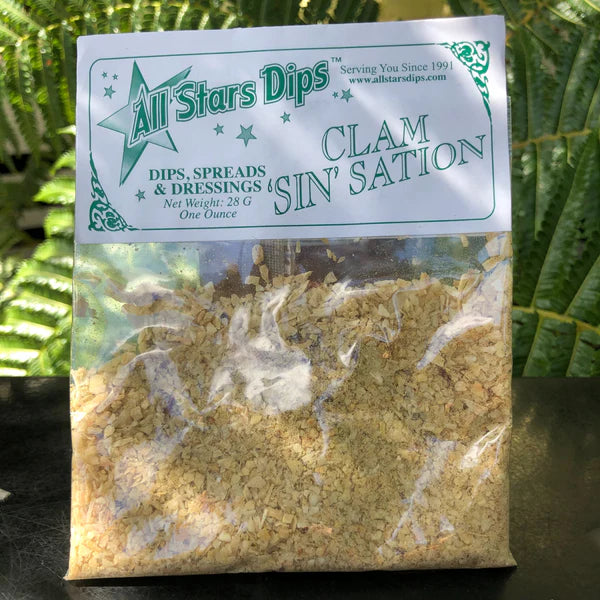 All Stars Dips™
Serving You Since 1991
www.allstarsdips.com
DIPS, SPREADS
& DRESSINGS
Net Weight: 28 G
One Ounce
CLAM
'SIN' SATION